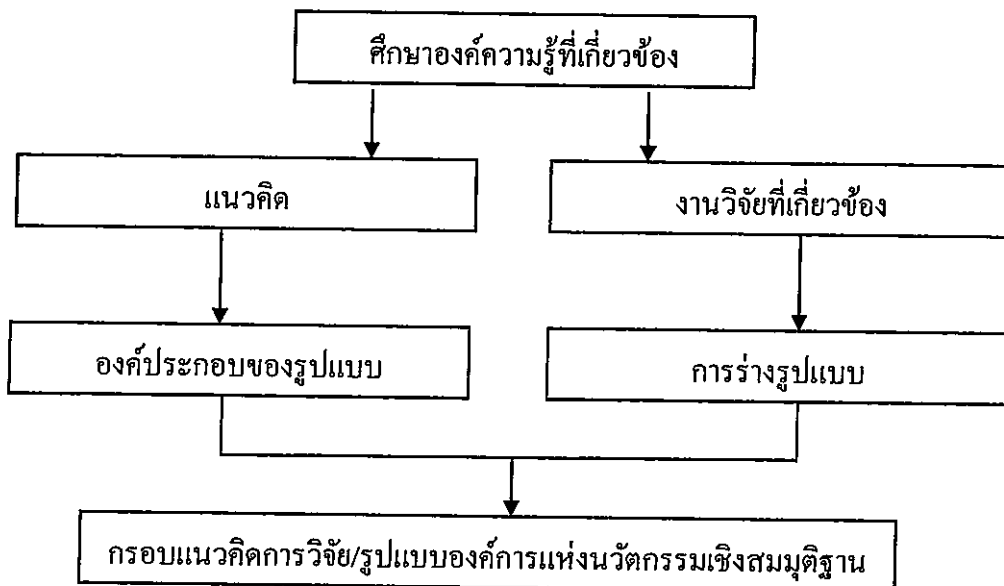 ศึกษาองค์ความรู้ที่เกี่ยวข้อง
แนวคิด
งานวิจัยที่เกี่ยวข้อง
องค์ประกอบของรูปแบบ
การร่างรูปแบบ
กรอบแนวคิดการวิจัย/รูปแบบองค์การแห่งนวัตกรรมเชิงสมมุติฐาน